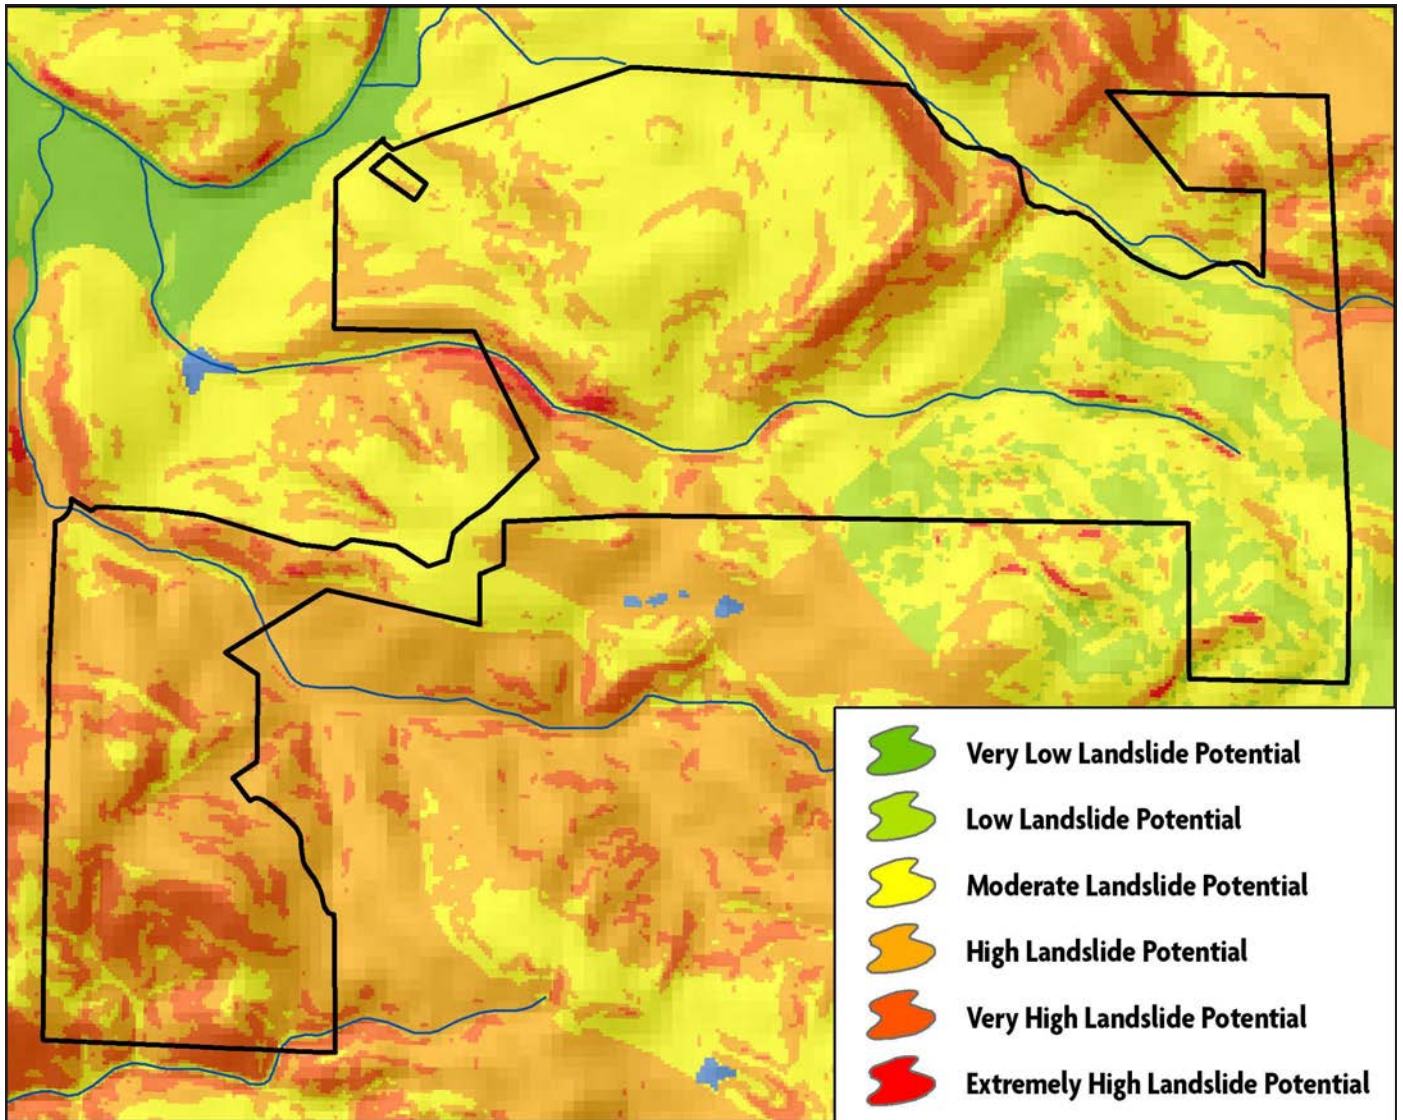 Very Low Landslide Potential
Low Landslide Potential
Moderate Landslide Potential
High Landslide Potential
Very High Landslide Potential
Extremely High Landslide Potential